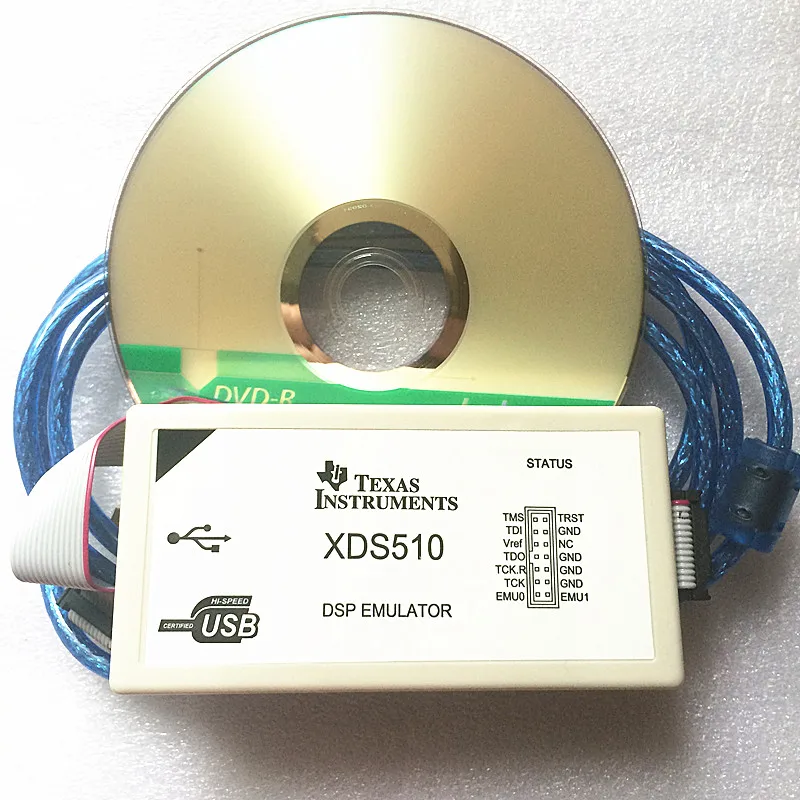 DVD-R
TEXAS
INSTRUMENTS
XDS510
DSP EMULATOR
HI-SPEED
CERTIFIED
USB
STATUS
TMS TRST
TDI GND
Vref NC
TDO GND
TCK.R GND
TCK GND
EMU0 EMU1